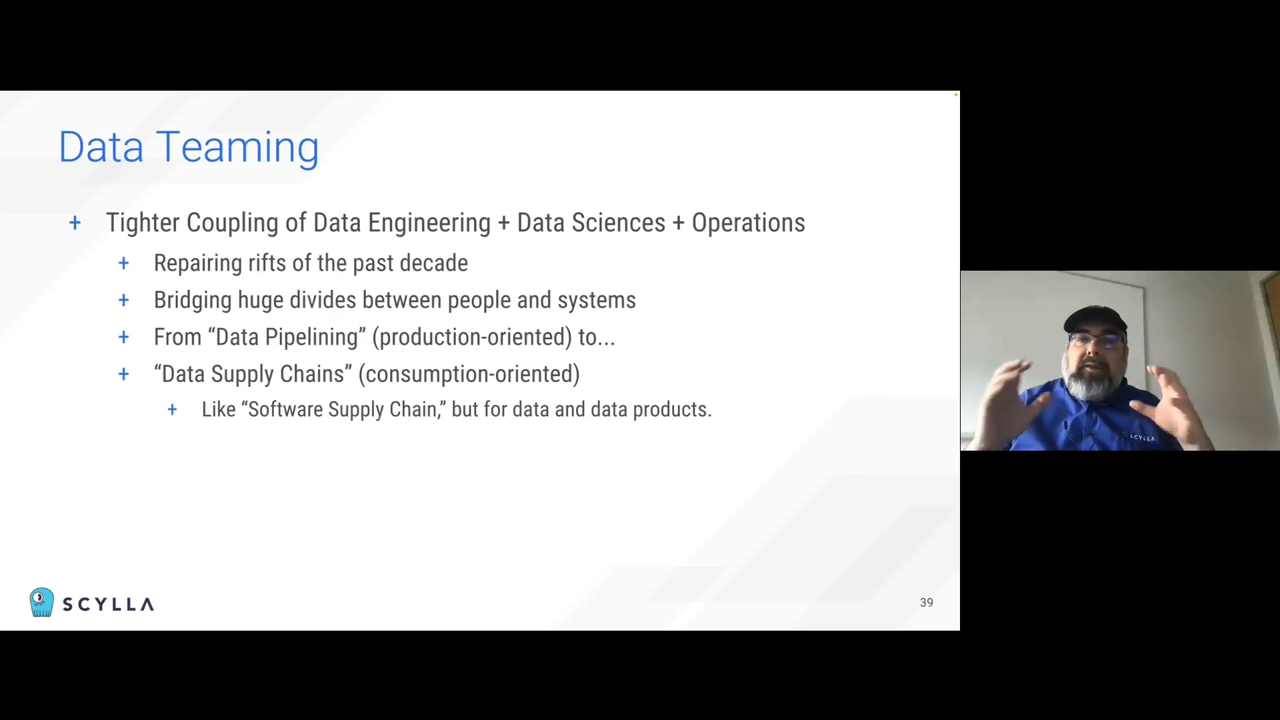 Data Teaming
+ Tighter Coupling of Data Engineering + Data Sciences + Operations
+ Repairing rifts of the past decade
+ Bridging huge divides between people and systems
+ From “Data Pipelining” (production-oriented) to...
+ “Data Supply Chains” (consumption-oriented)
+ Like “Software Supply Chain,” but for data and data products.
SCYLLA
39
SCYLLA